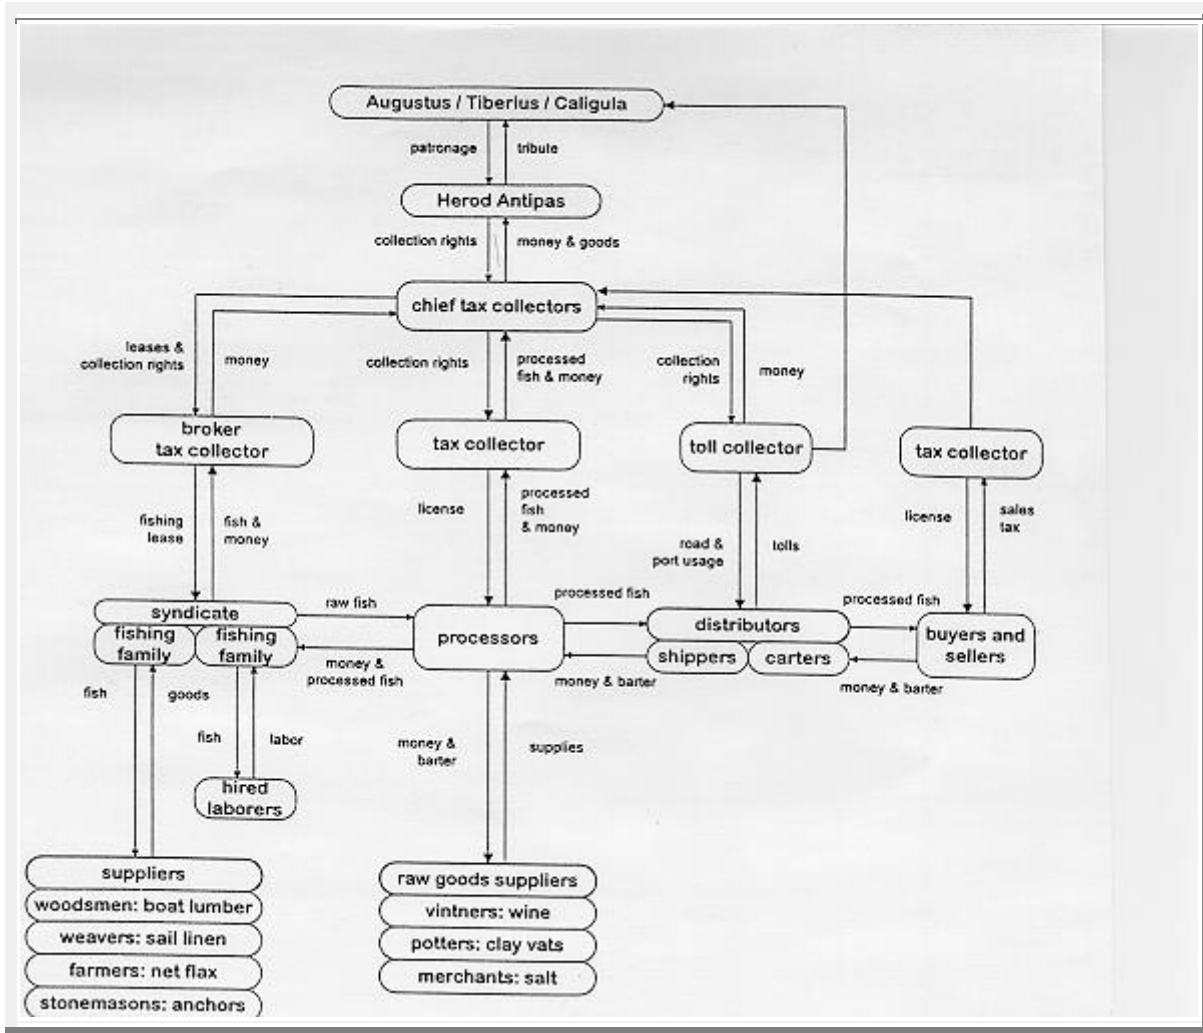 Augustus / Tiberius / Caligula
patronage
tribute
Herod Antipas
collection rights
money & goods
chief tax collectors
leases &
collection rights
money
collection rights
processed
fish & money
collection
rights
money
broker
tax collector
tax collector
toll collector
tax collector
fishing
lease
fish &
money
license
processed
fish
& money
road &
port usage
tolls
license
sales
tax
syndicate
fishing
family
fishing
family
raw fish
money &
processed fish
processors
processed fish
money & barter
distributors
shippers
carters
processed fish
money & barter
buyers and
sellers
fish
goods
fish
labor
hired
laborers
money &
barter
supplies
suppliers
woodsmen: boat lumber
weavers: sail linen
farmers: net flax
stonemasons: anchors
raw goods suppliers
vintners: wine
potters: clay vats
merchants: salt